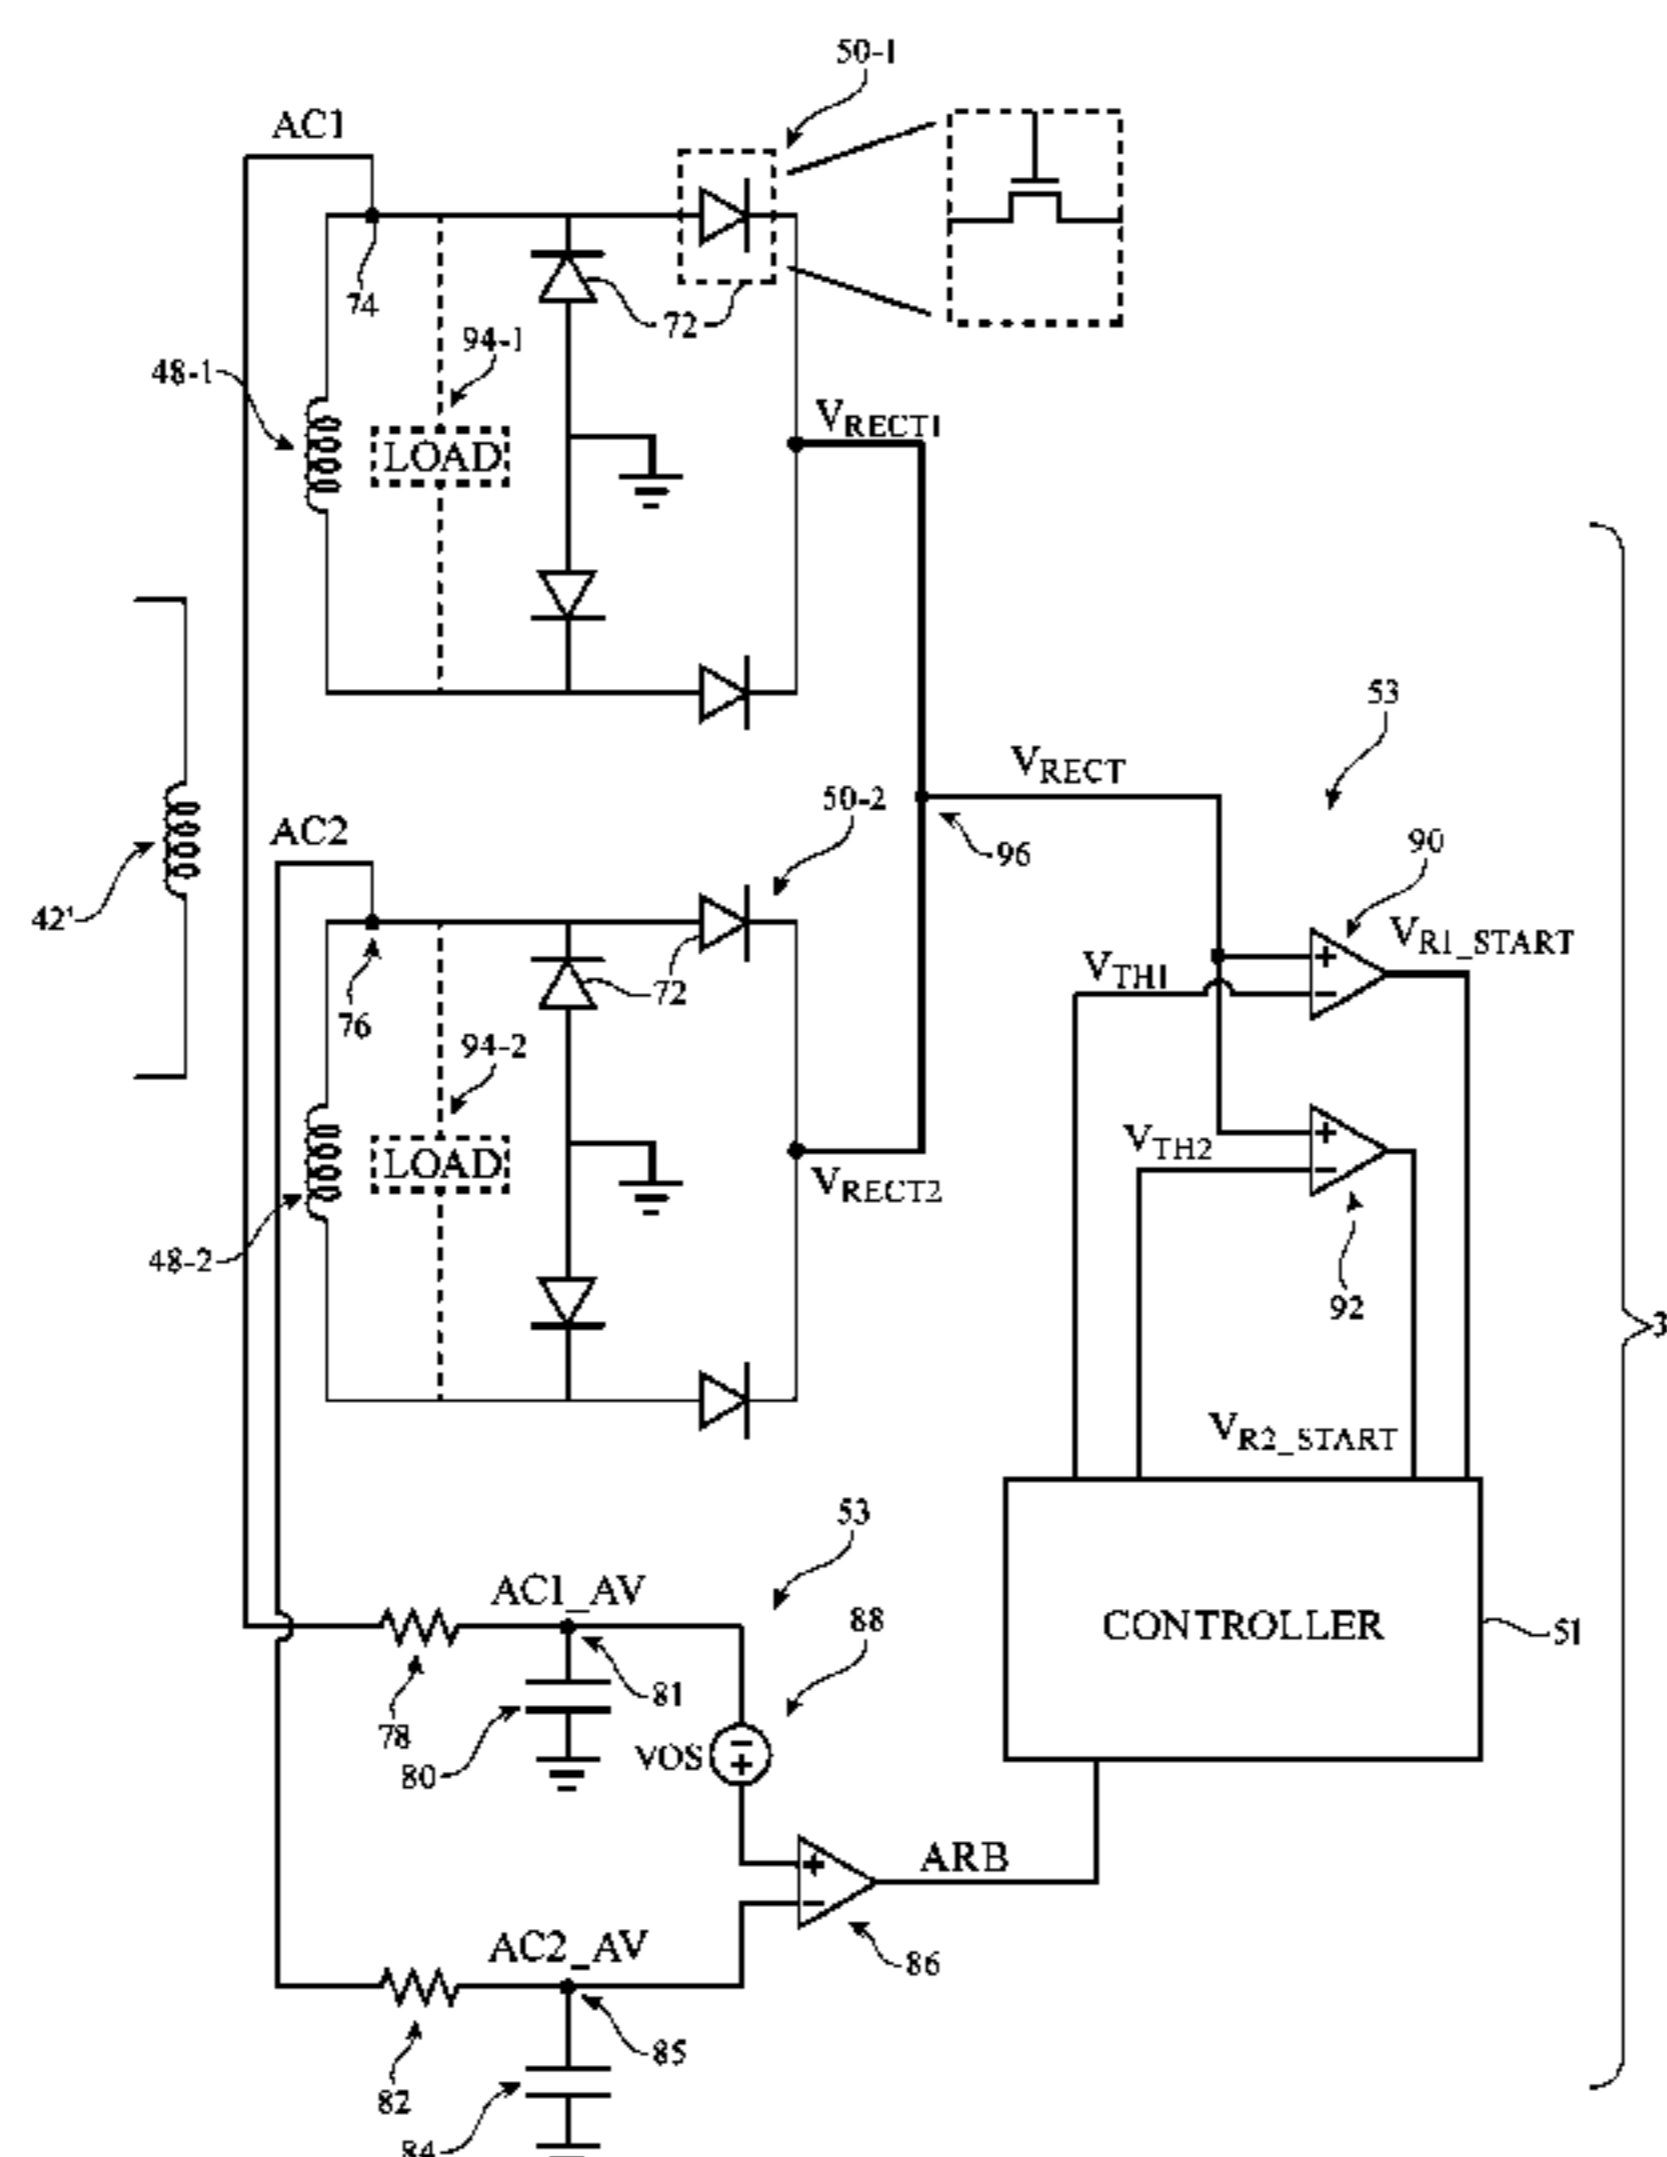 50-1
AC1
74
72
94-1
48-1
LOAD
VRECT1
53
VRECT
50-2
AC2
96
90
42'
VR1_START
VTH1
72
76
94-2
VTH2
LOAD
VRECT2
48-2
92
3
VR2_START
53
AC1_AV
88
CONTROLLER
51
81
78
VOS
80
ARB
AC2_AV
86
85
82
84